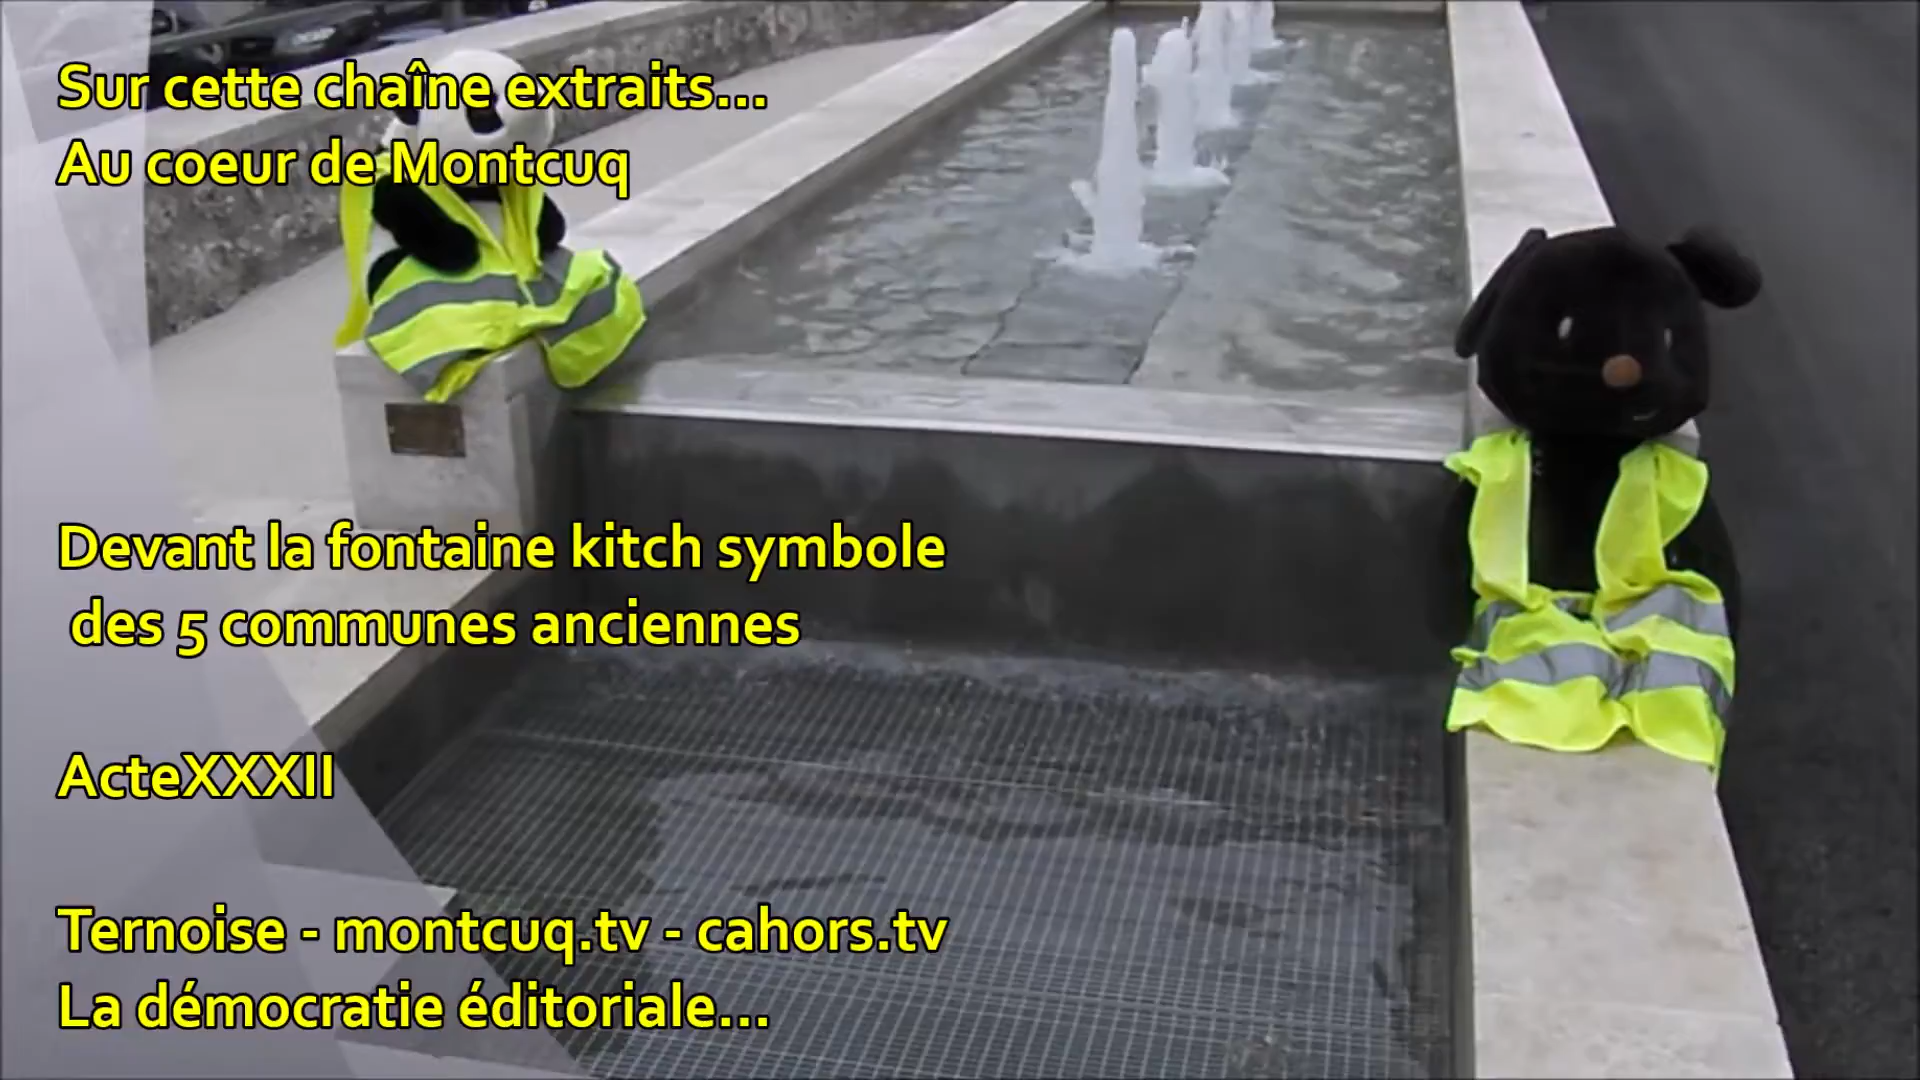 Sur cette chaîne extraits...
Au coeur de Montcuq
Devant la fontaine kitch symbole
des 5 communes anciennes
ActeXXXII
Ternoise - montcuq.tv - cahors.tv
La démocratie éditoriale...